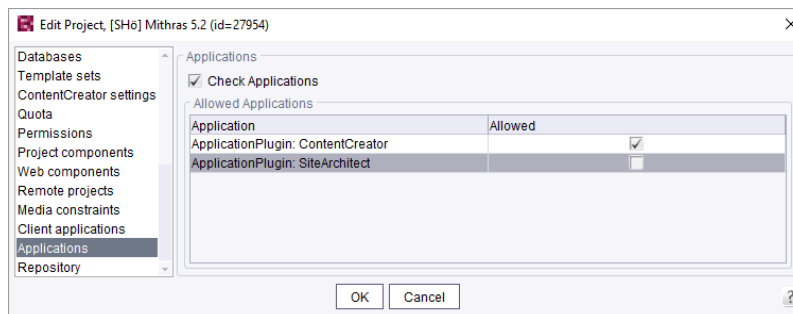 Edit Project, [SHö] Mithras 5.2 (id=27954)
Databases
Template sets
ContentCreator settings
Quota
Permissions
Project components
Web components
Remote projects
Media constraints
Client applications
Applications
Repository
Applications
Check Applications
Allowed Applications
Application Allowed
ApplicationPlugin: ContentCreator
ApplicationPlugin: SiteArchitect
OK Cancel
?